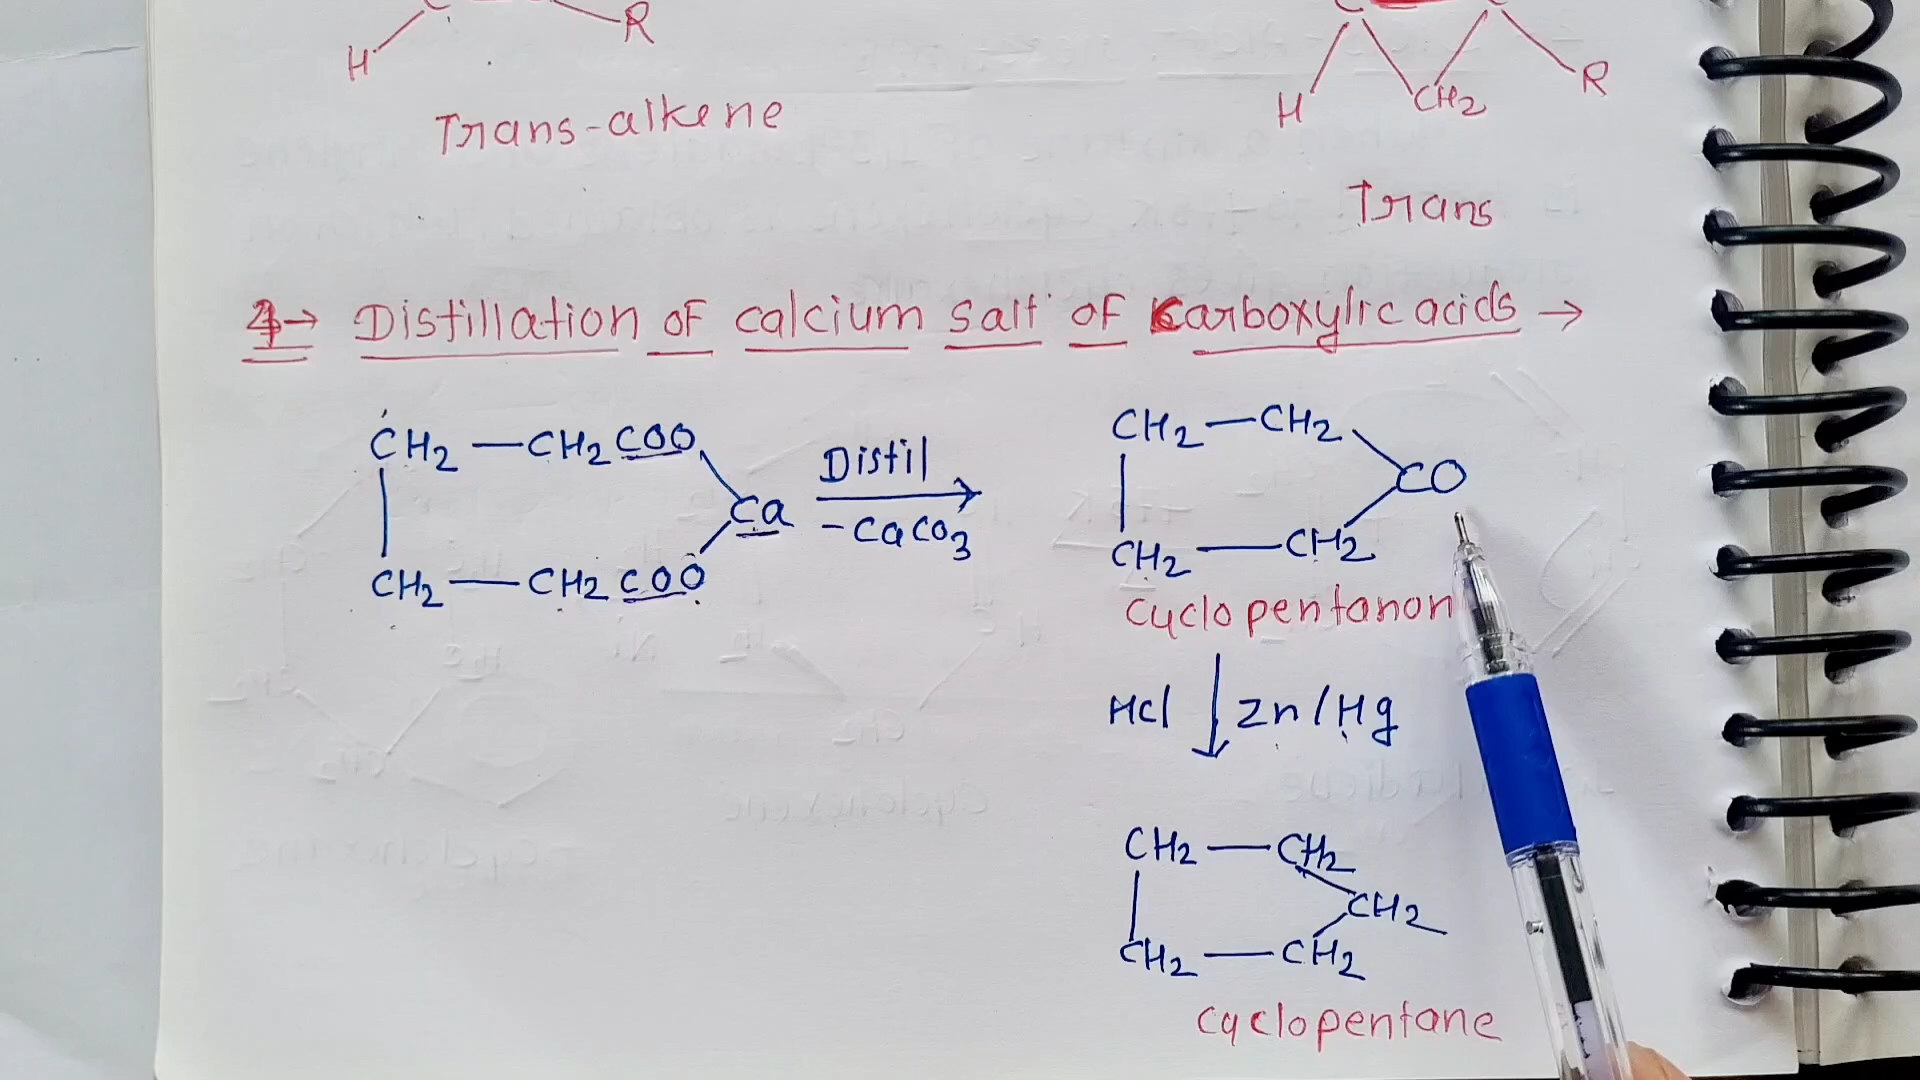 H R
H CH2 R
Trans-alkene
Trans
4→ Distillation of calcium salt of carboxylic acids →
CH2 — CH2 COO
Ca
CH2 — CH2 COO
Distil
-CaCO3
CH2 — CH2
CO
CH2 — CH2
Cyclopentanon
HCl ↓ Zn/Hg
CH2 — CH2
CH2
CH2 — CH2
Cyclopentane